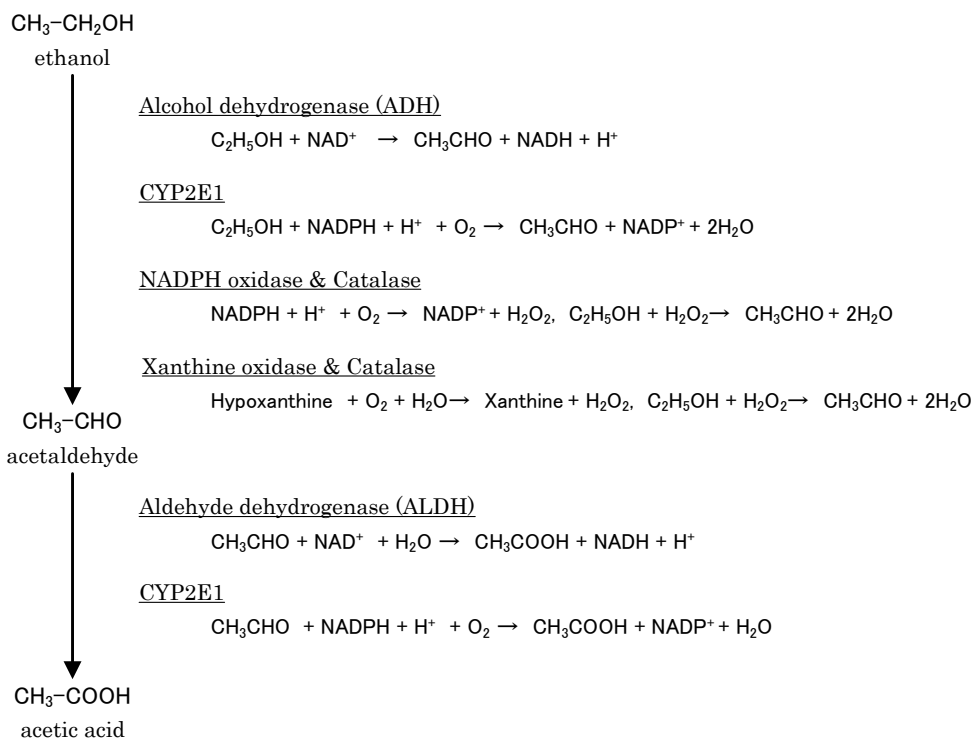 CH₃-CH₂OH
ethanol
Alcohol dehydrogenase (ADH)
C₂H₅OH + NAD⁺ → CH₃CHO + NADH + H⁺
CYP2E1
C₂H₅OH + NADPH + H⁺ + O₂ → CH₃CHO + NADP⁺ + 2H₂O
NADPH oxidase & Catalase
NADPH + H⁺ + O₂ → NADP⁺ + H₂O₂, C₂H₅OH + H₂O₂→ CH₃CHO + 2H₂O
Xanthine oxidase & Catalase
Hypoxanthine + O₂ + H₂O→ Xanthine + H₂O₂, C₂H₅OH + H₂O₂→ CH₃CHO + 2H₂O
CH₃-CHO
acetaldehyde
Aldehyde dehydrogenase (ALDH)
CH₃CHO + NAD⁺ + H₂O → CH₃COOH + NADH + H⁺
CYP2E1
CH₃CHO + NADPH + H⁺ + O₂ → CH₃COOH + NADP⁺ + H₂O
CH₃-COOH
acetic acid